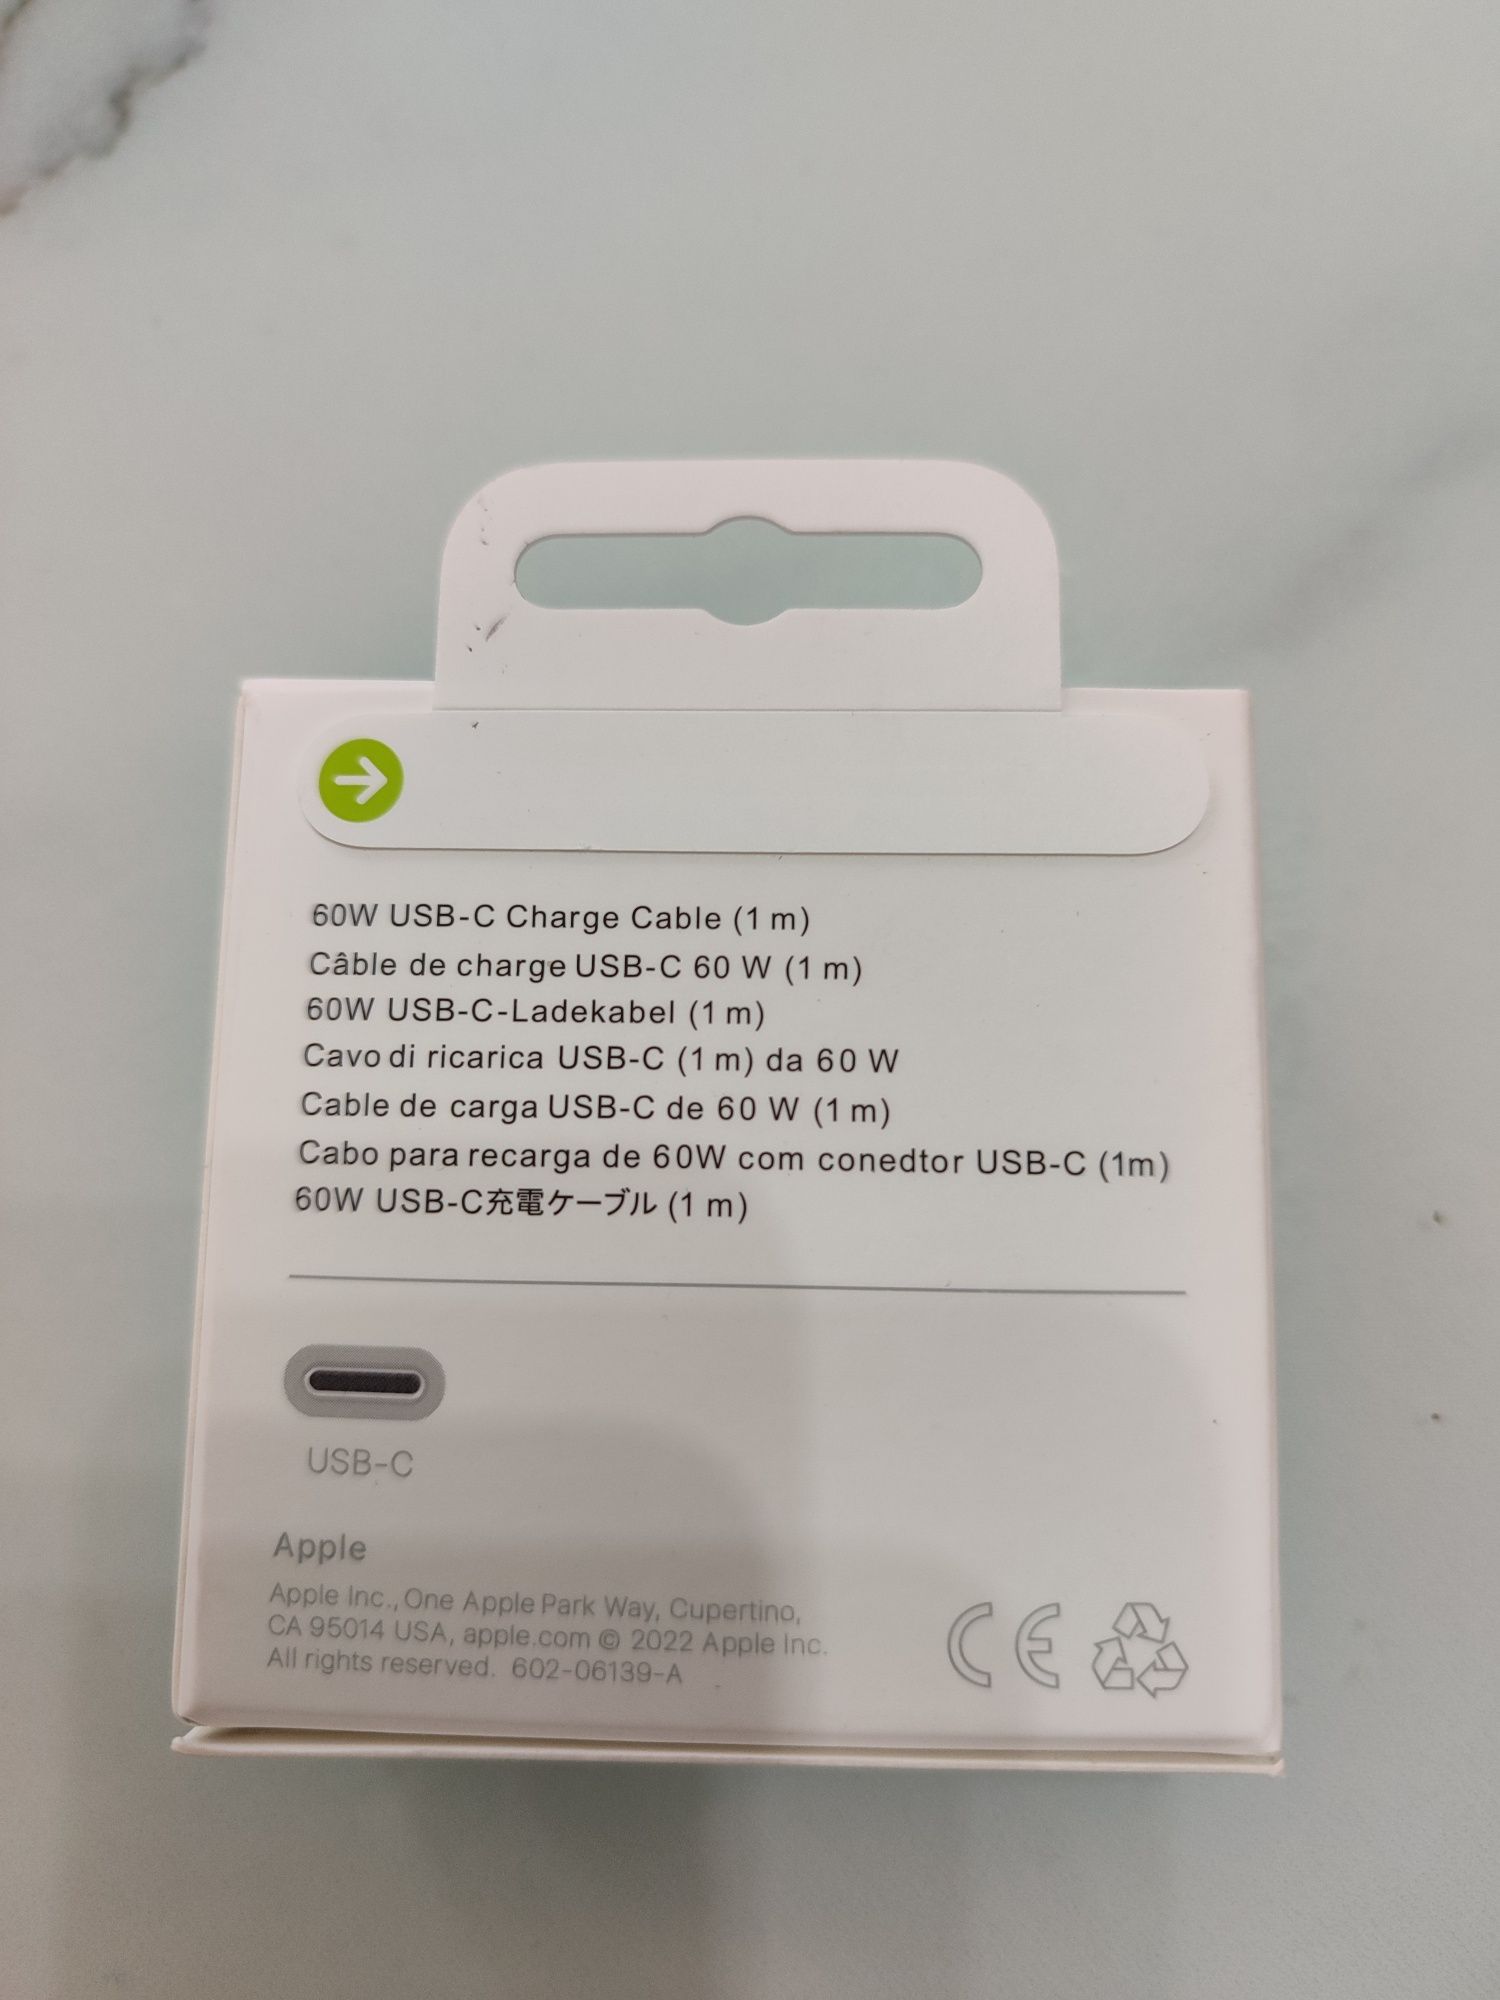 60W USB-C Charge Cable (1 m)
Câble de charge USB-C 60 W (1 m)
60W USB-C-Ladekabel (1 m)
Cavo di ricarica USB-C (1 m) da 60 W
Cable de carga USB-C de 60 W (1 m)
Cabo para recarga de 60W com conedtor USB-C (1m)
60W USB-C充電ケーブル (1 m)
USB-C
Apple
Apple Inc., One Apple Park Way, Cupertino,
CA 95014 USA, apple.com © 2022 Apple Inc.
All rights reserved. 602-06139-A
CE